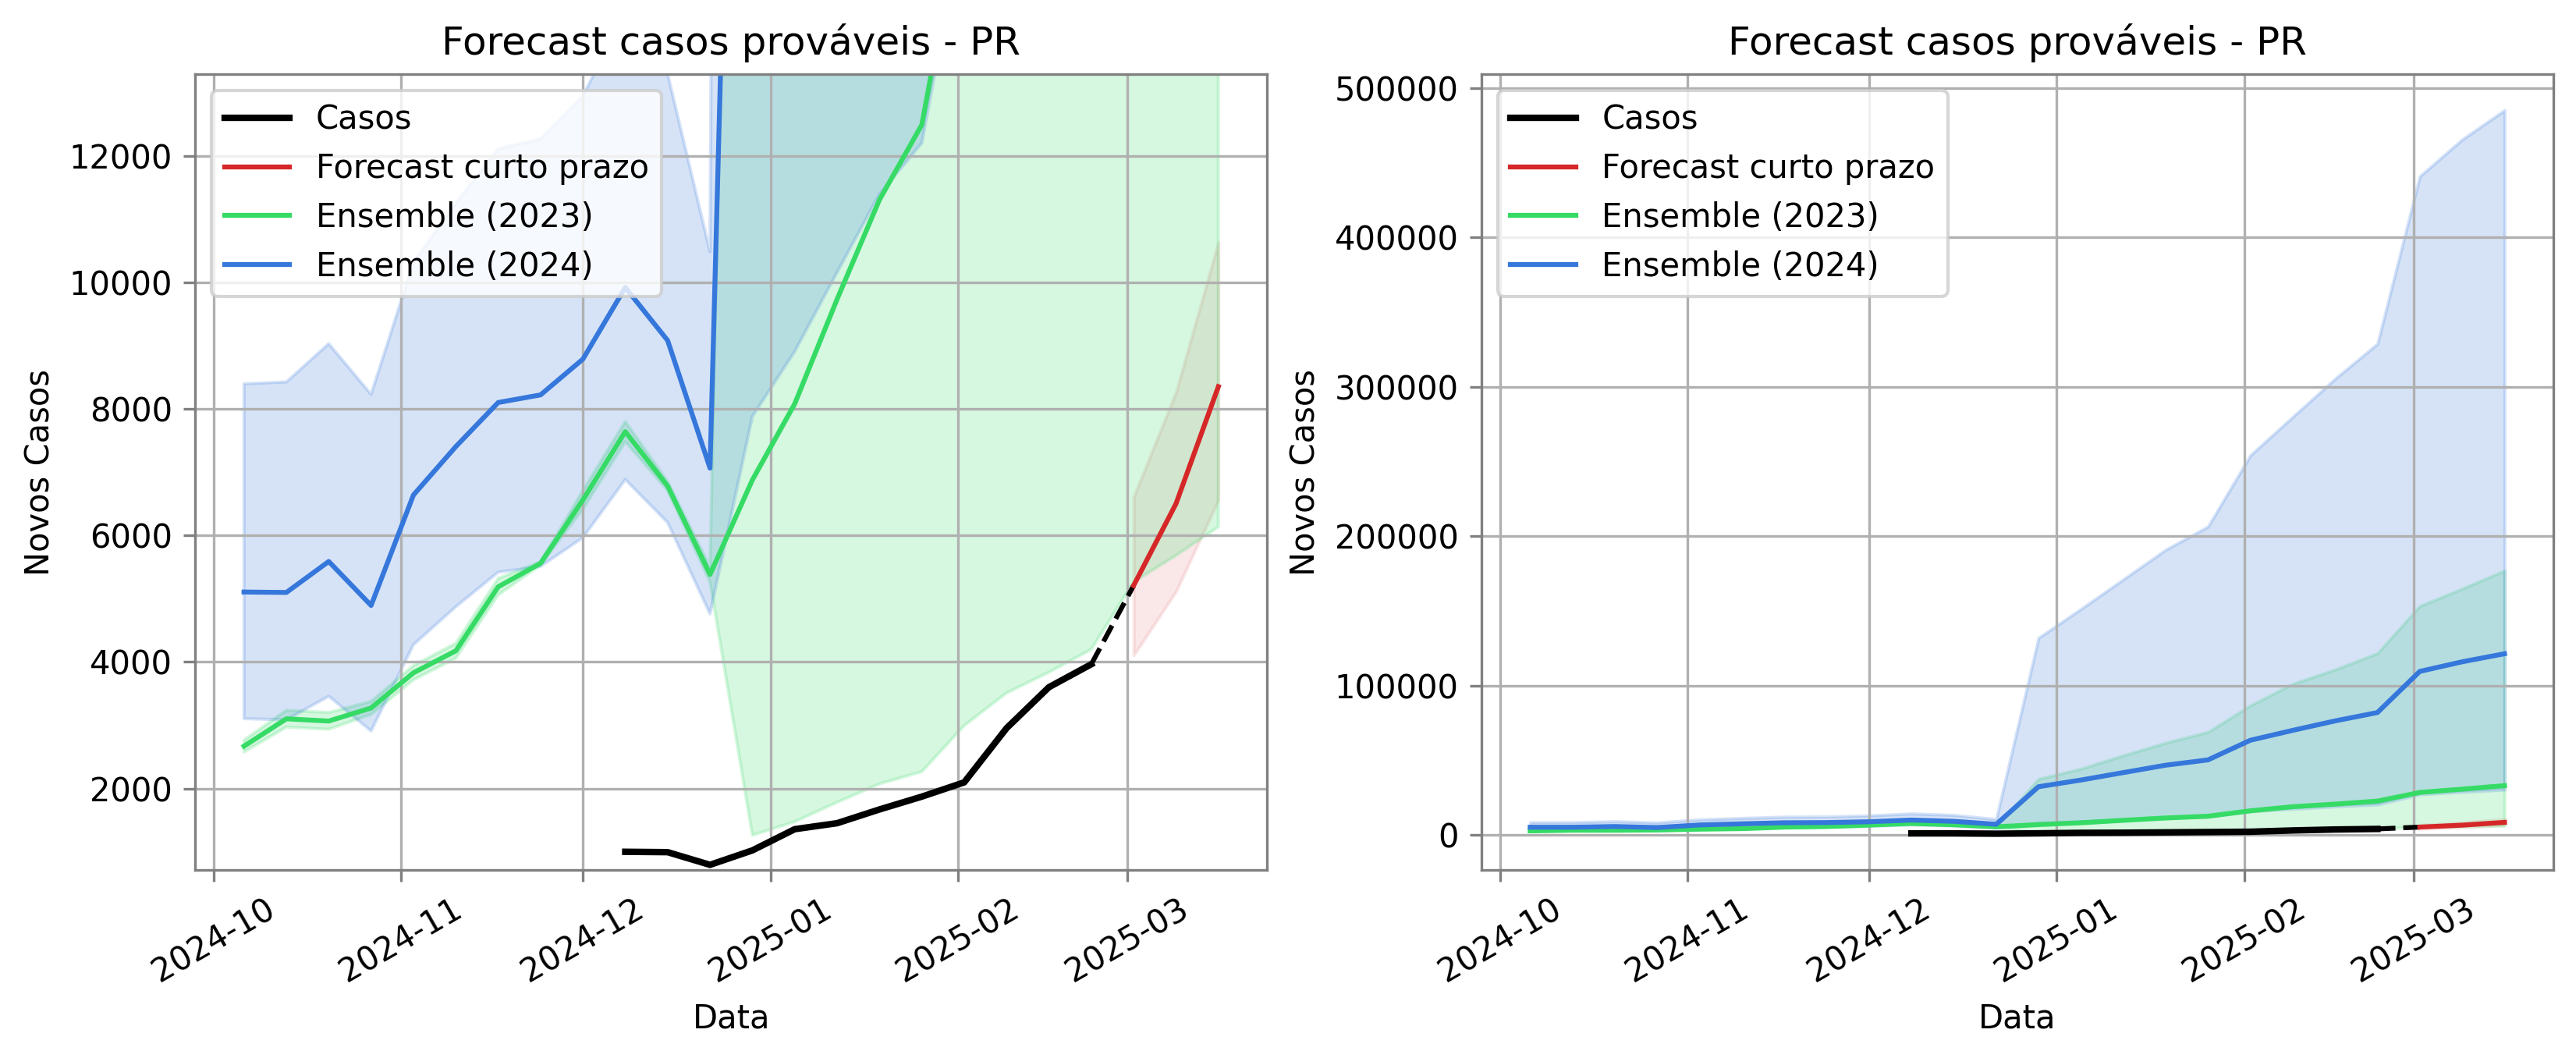 Forecast casos prováveis - PR
Novos Casos
12000
10000
8000
6000
4000
2000
Casos
Forecast curto prazo
Ensemble (2023)
Ensemble (2024)
2024-10
2024-11
2024-12
2025-01
2025-02
2025-03
Data
Forecast casos prováveis - PR
Novos Casos
500000
400000
300000
200000
100000
0
Casos
Forecast curto prazo
Ensemble (2023)
Ensemble (2024)
2024-10
2024-11
2024-12
2025-01
2025-02
2025-03
Data